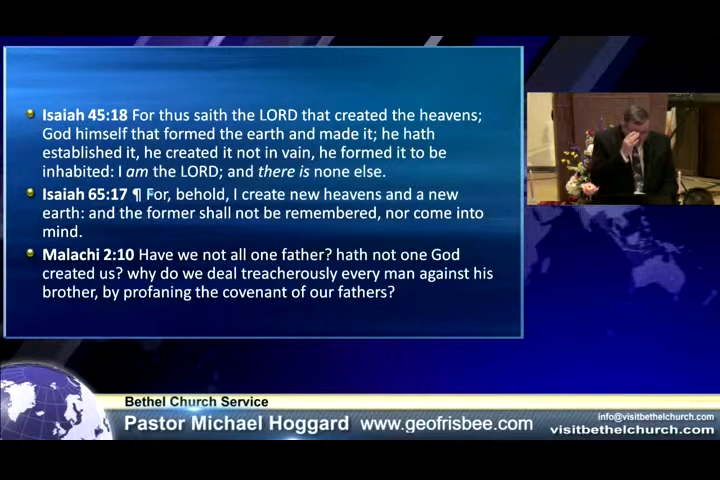 Isaiah 45:18 For thus saith the LORD that created the heavens;
God himself that formed the earth and made it; he hath
established it, he created it not in vain, he formed it to be
inhabited: I am the LORD; and there is none else.
Isaiah 65:17 ¶ For, behold, I create new heavens and a new
earth: and the former shall not be remembered, nor come into
mind.
Malachi 2:10 Have we not all one father? hath not one God
created us? why do we deal treacherously every man against his
brother, by profaning the covenant of our fathers?
Bethel Church Service
Pastor Michael Hoggard www.geofrisbee.com
info@visitbethelchurch.com
visitbethelchurch.com